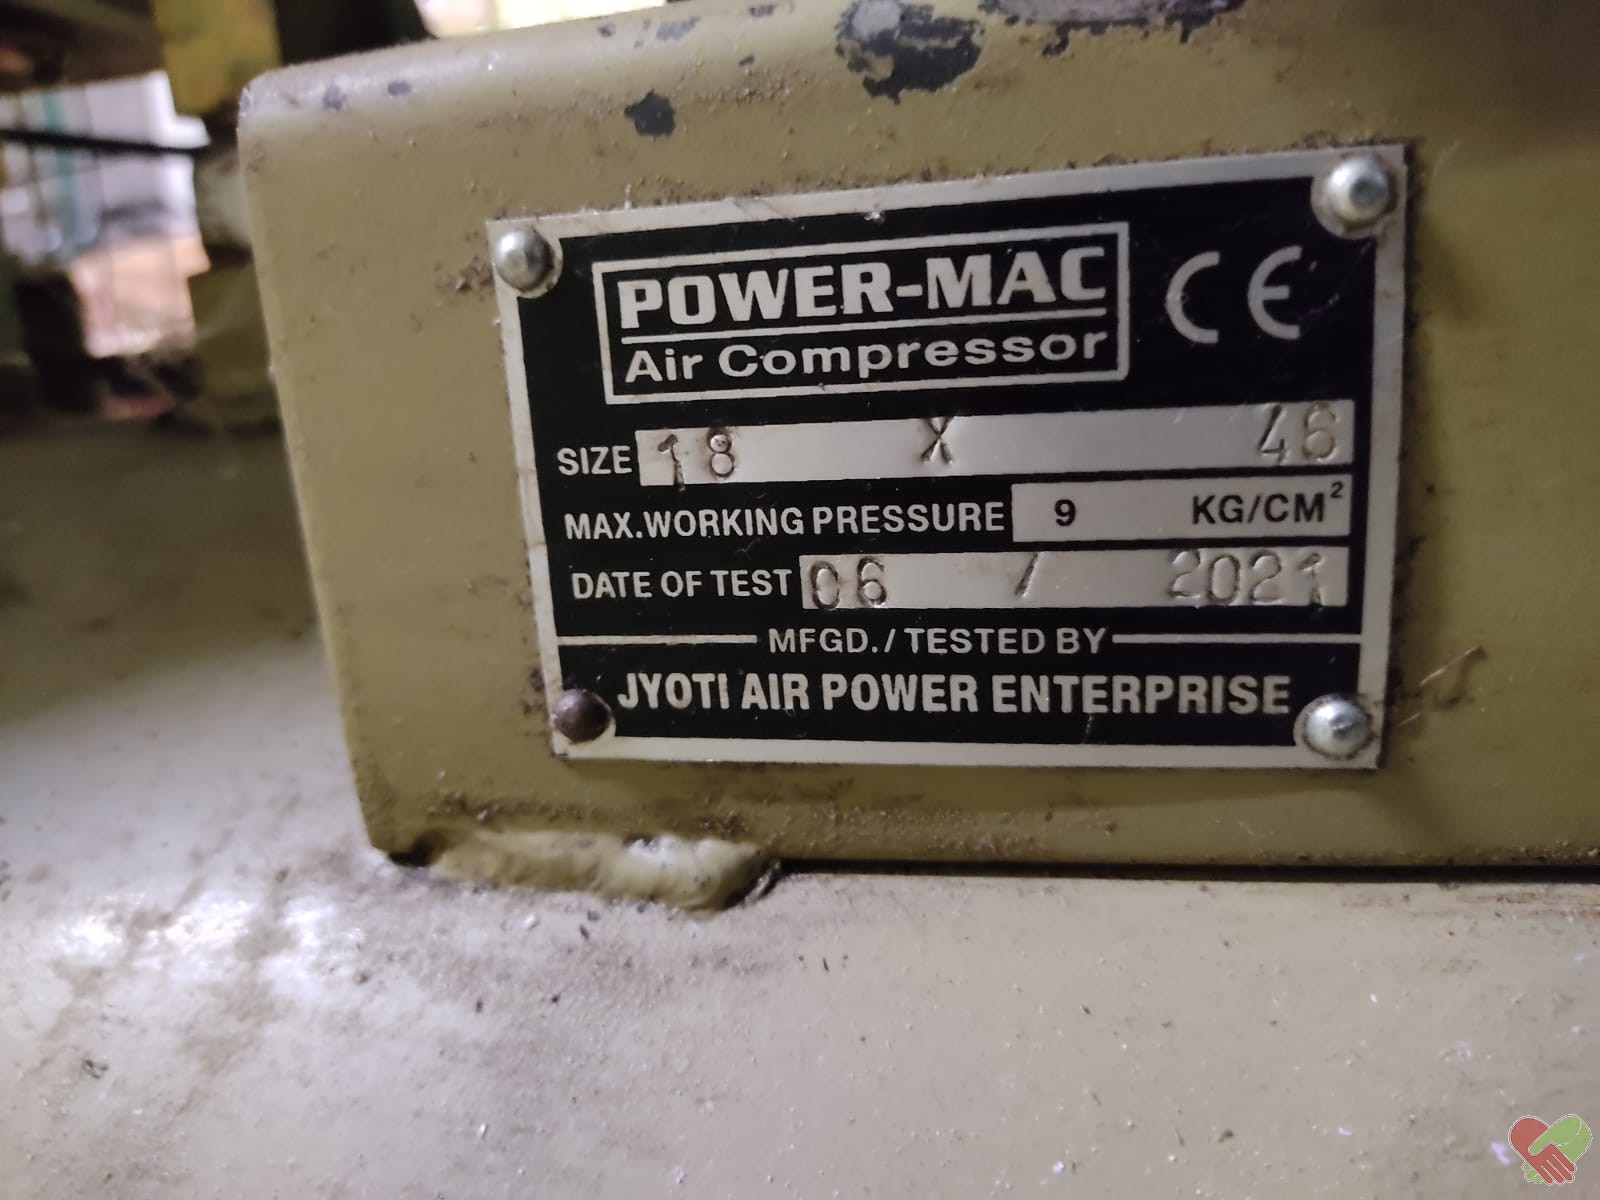 POWER-MAC
Air Compressor
CE
SIZE 18 X 46
MAX.WORKING PRESSURE 9 KG/CM²
DATE OF TEST 06 / 2021
MFGD./TESTED BY
JYOTI AIR POWER ENTERPRISE